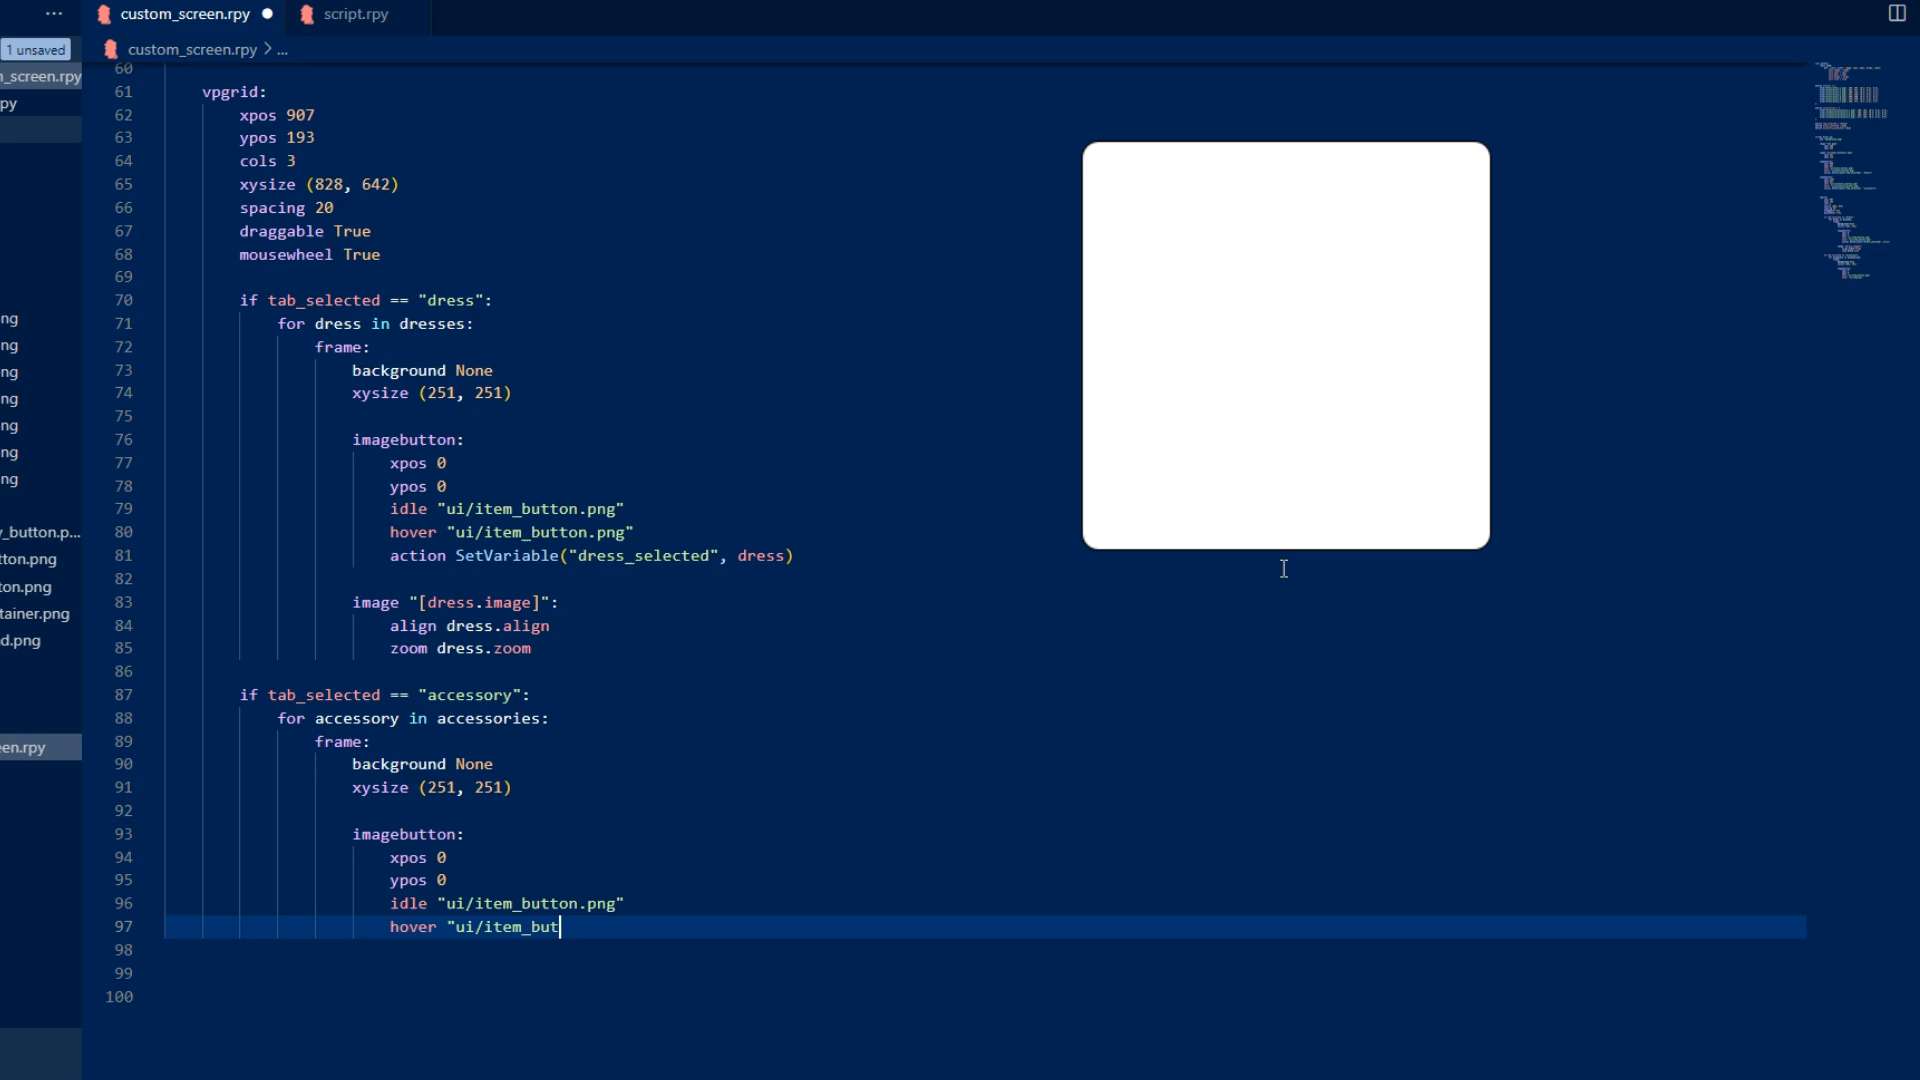 custom_screen.rpy
script.rpy
1 unsaved
custom_screen.rpy > ...
_screen.rpy
py
ng
ng
ng
ng
ng
ng
ng
_button.p...
ton.png
ton.png
tainer.png
d.png
en.rpy
60
61 vpgrid:
62 xpos 907
63 ypos 193
64 cols 3
65 xysize (828, 642)
66 spacing 20
67 draggable True
68 mousewheel True
69
70 if tab_selected == "dress":
71 for dress in dresses:
72 frame:
73 background None
74 xysize (251, 251)
75
76 imagebutton:
77 xpos 0
78 ypos 0
79 idle "ui/item_button.png"
80 hover "ui/item_button.png"
81 action SetVariable("dress_selected", dress)
82
83 image "[dress.image]":
84 align dress.align
85 zoom dress.zoom
86
87 if tab_selected == "accessory":
88 for accessory in accessories:
89 frame:
90 background None
91 xysize (251, 251)
92
93 imagebutton:
94 xpos 0
95 ypos 0
96 idle "ui/item_button.png"
97 hover "ui/item_but
98
99
100